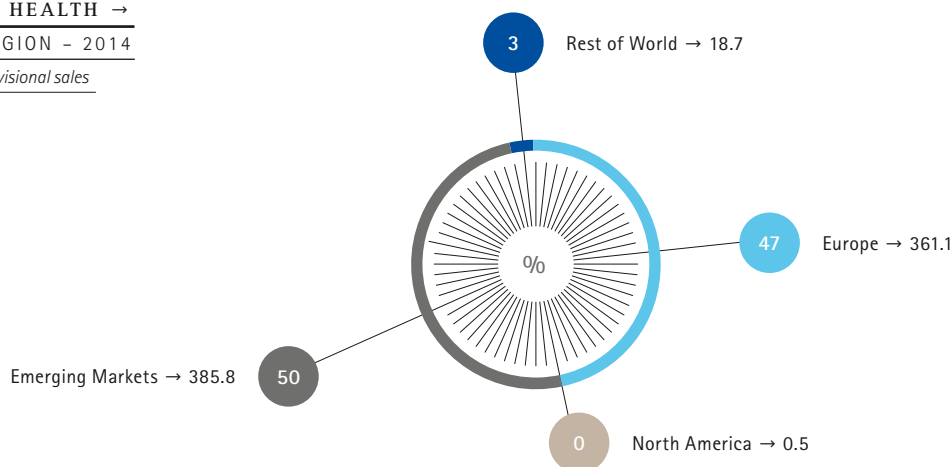 HEALTH →
GION – 2014
visional sales
3
Rest of World → 18.7
47
Europe → 361.1
%
Emerging Markets → 385.8
50
0
North America → 0.5